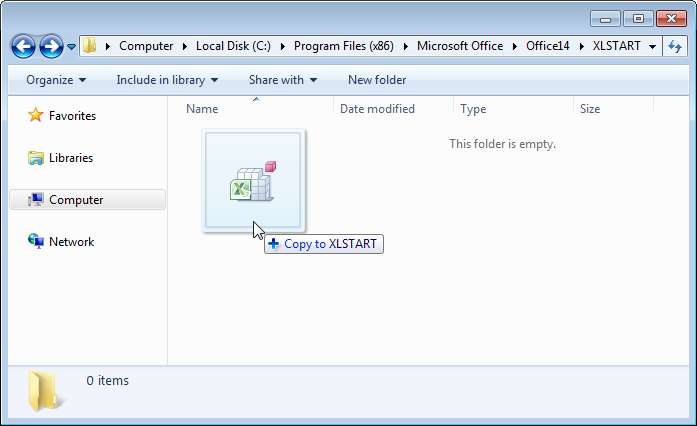 Computer Local Disk (C:) Program Files (x86) Microsoft Office Office14 XLSTART
Organize Include in library Share with New folder
Name Date modified Type Size
Favorites
Libraries
Computer
Network
This folder is empty.
Copy to XLSTART
0 items